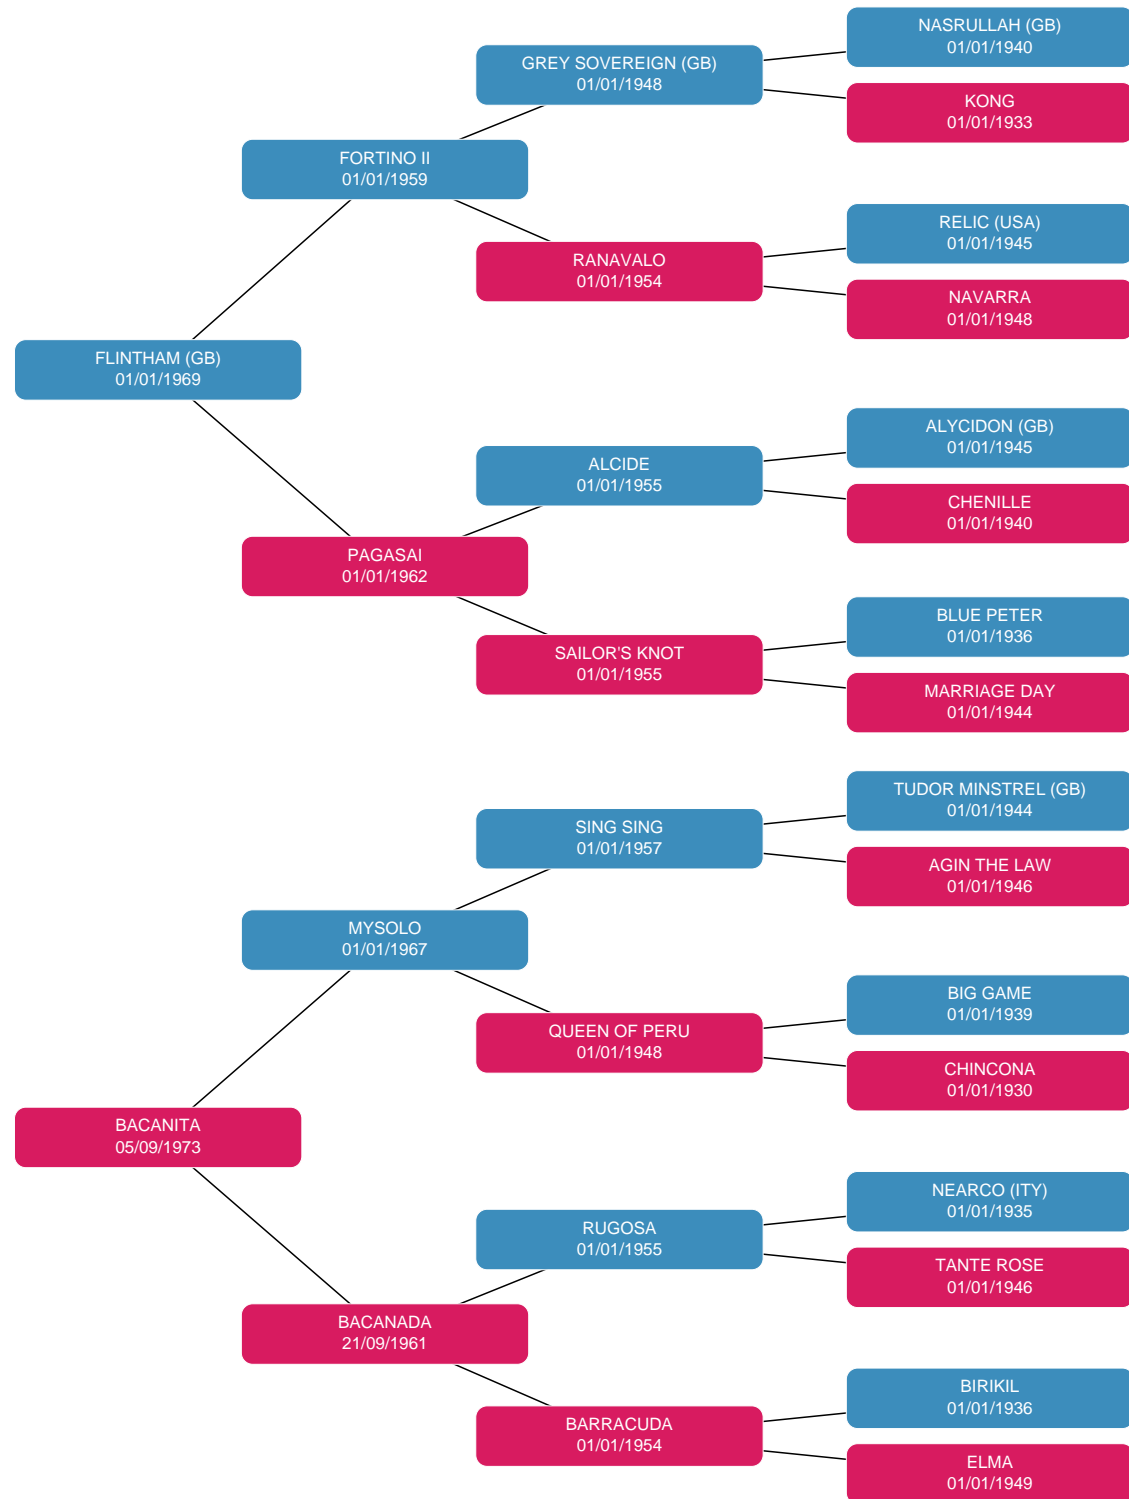 NASRULLAH (GB)
01/01/1940
GREY SOVEREIGN (GB)
01/01/1948
KONG
01/01/1933
FORTINO II
01/01/1959
RELIC (USA)
01/01/1945
RANAVALO
01/01/1954
NAVARRA
01/01/1948
FLINTHAM (GB)
01/01/1969
ALYCIDON (GB)
01/01/1945
ALCIDE
01/01/1955
CHENILLE
01/01/1940
PAGASAI
01/01/1962
BLUE PETER
01/01/1936
SAILOR'S KNOT
01/01/1955
MARRIAGE DAY
01/01/1944
TUDOR MINSTREL (GB)
01/01/1944
SING SING
01/01/1957
AGIN THE LAW
01/01/1946
MYSOLO
01/01/1967
BIG GAME
01/01/1939
QUEEN OF PERU
01/01/1948
CHINCONA
01/01/1930
BACANITA
05/09/1973
NEARCO (ITY)
01/01/1935
RUGOSA
01/01/1955
TANTE ROSE
01/01/1946
BACANADA
21/09/1961
BIRIKIL
01/01/1936
BARRACUDA
01/01/1954
ELMA
01/01/1949